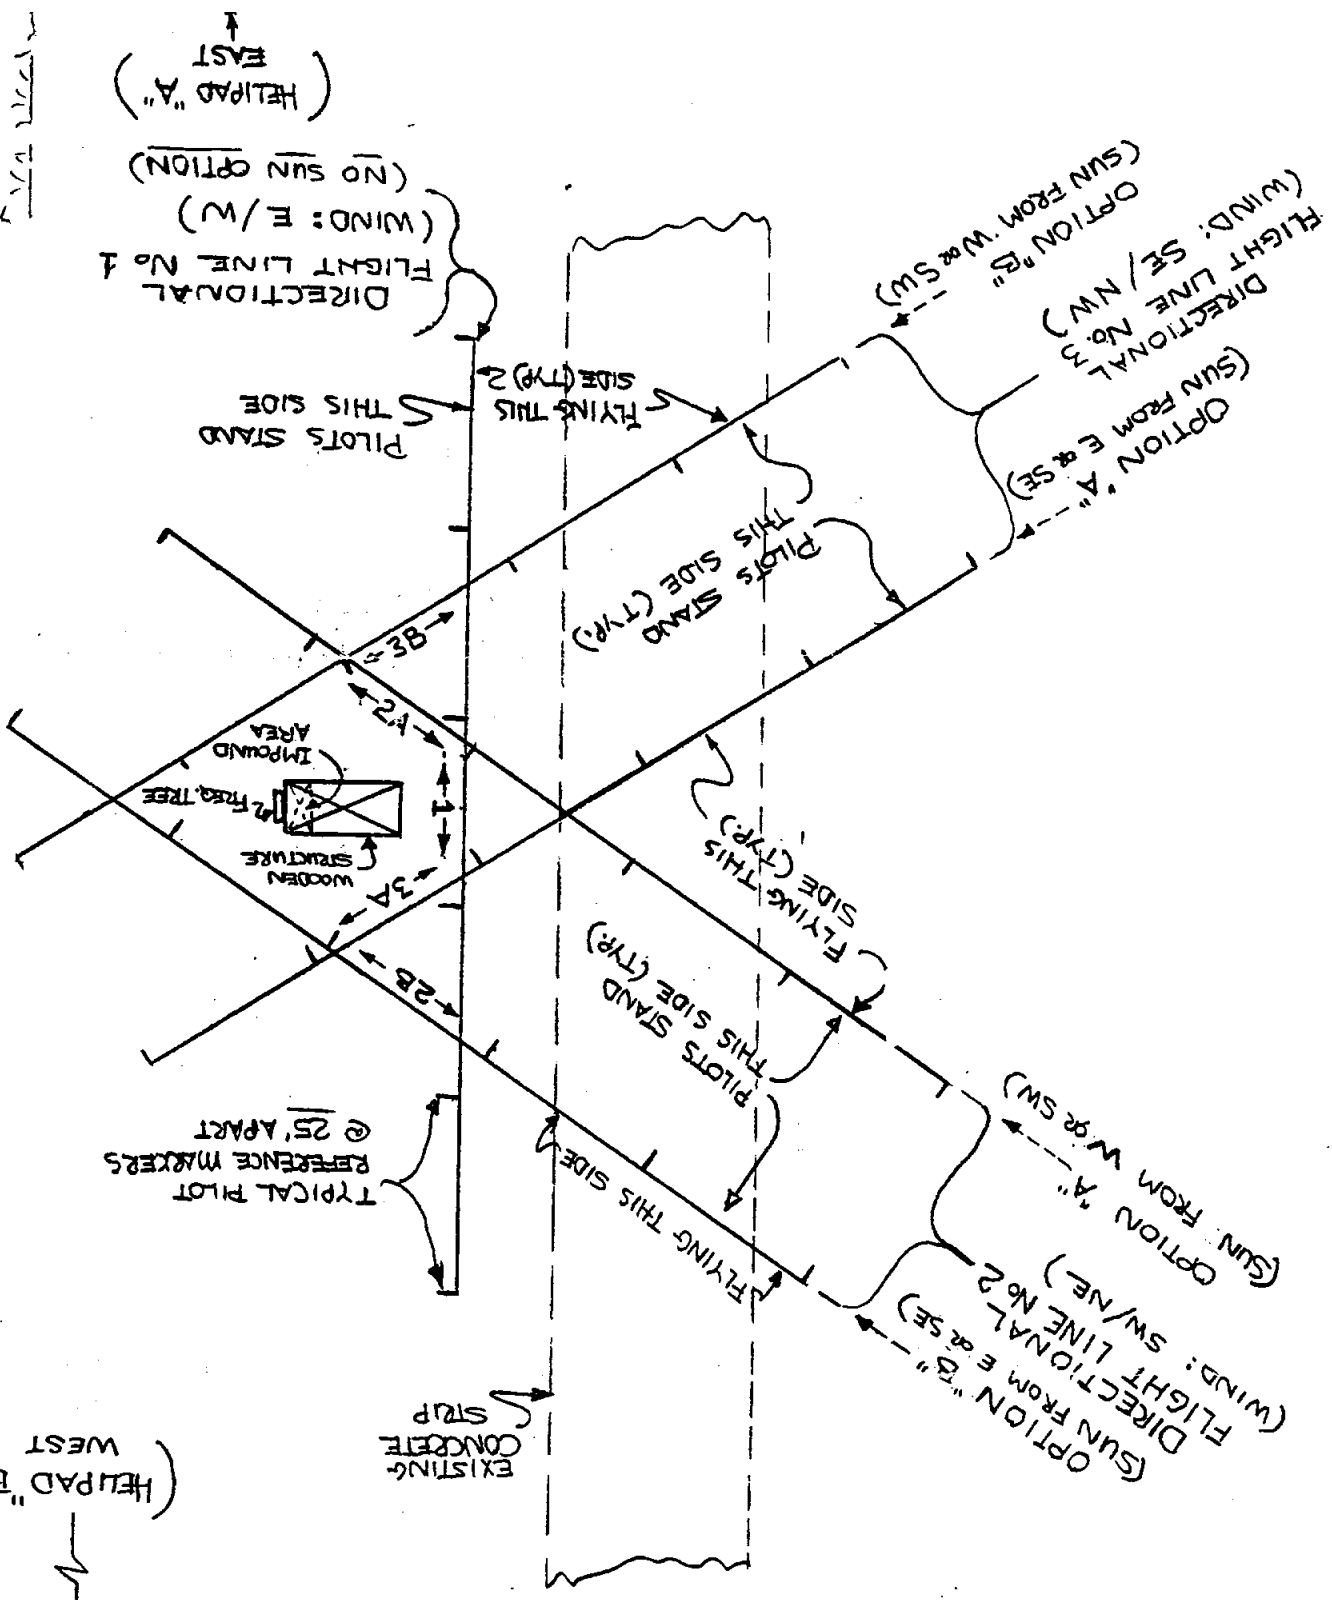 (HELIPAD "B
WEST
EXISTING
CONCRETE
STRIP
OPTION "B"
(SUN FROM E OR SE)
DIRECTIONAL
FLIGHT LINE No 2
(WIND: SW/NE)
OPTION "A"
(SUN FROM W OR SW)
FLYING THIS SIDE
TYPICAL PILOT
REFERENCE MARKERS
@ 25' APART
PILOTS STAND
THIS SIDE (TYP.)
FLYING THIS
SIDE (TYP.)
2B
3A
1
2A
3B
WOODEN
STRUCTURE
FREQ. TREE
IMPOUND
AREA
PILOTS STAND
THIS SIDE (TYP.)
OPTION "A"
(SUN FROM E OR SE)
DIRECTIONAL
FLIGHT LINE No. 3
(WIND: SE/NW)
OPTION "B"
(SUN FROM W OR SW)
FLYING THIS
SIDE (TYP.)
PILOTS STAND
THIS SIDE
DIRECTIONAL
FLIGHT LINE No 1
(WIND: E/W)
(NO SUN OPTION)
(HELIPAD "A"
EAST)